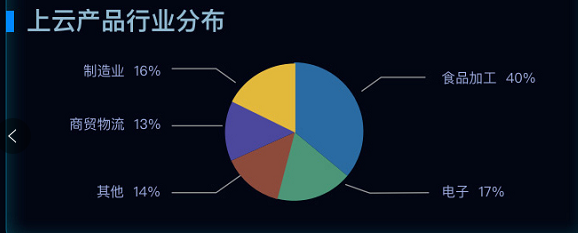 上云产品行业分布
制造业 16%
食品加工 40%
商贸物流 13%
其他 14%
电子 17%